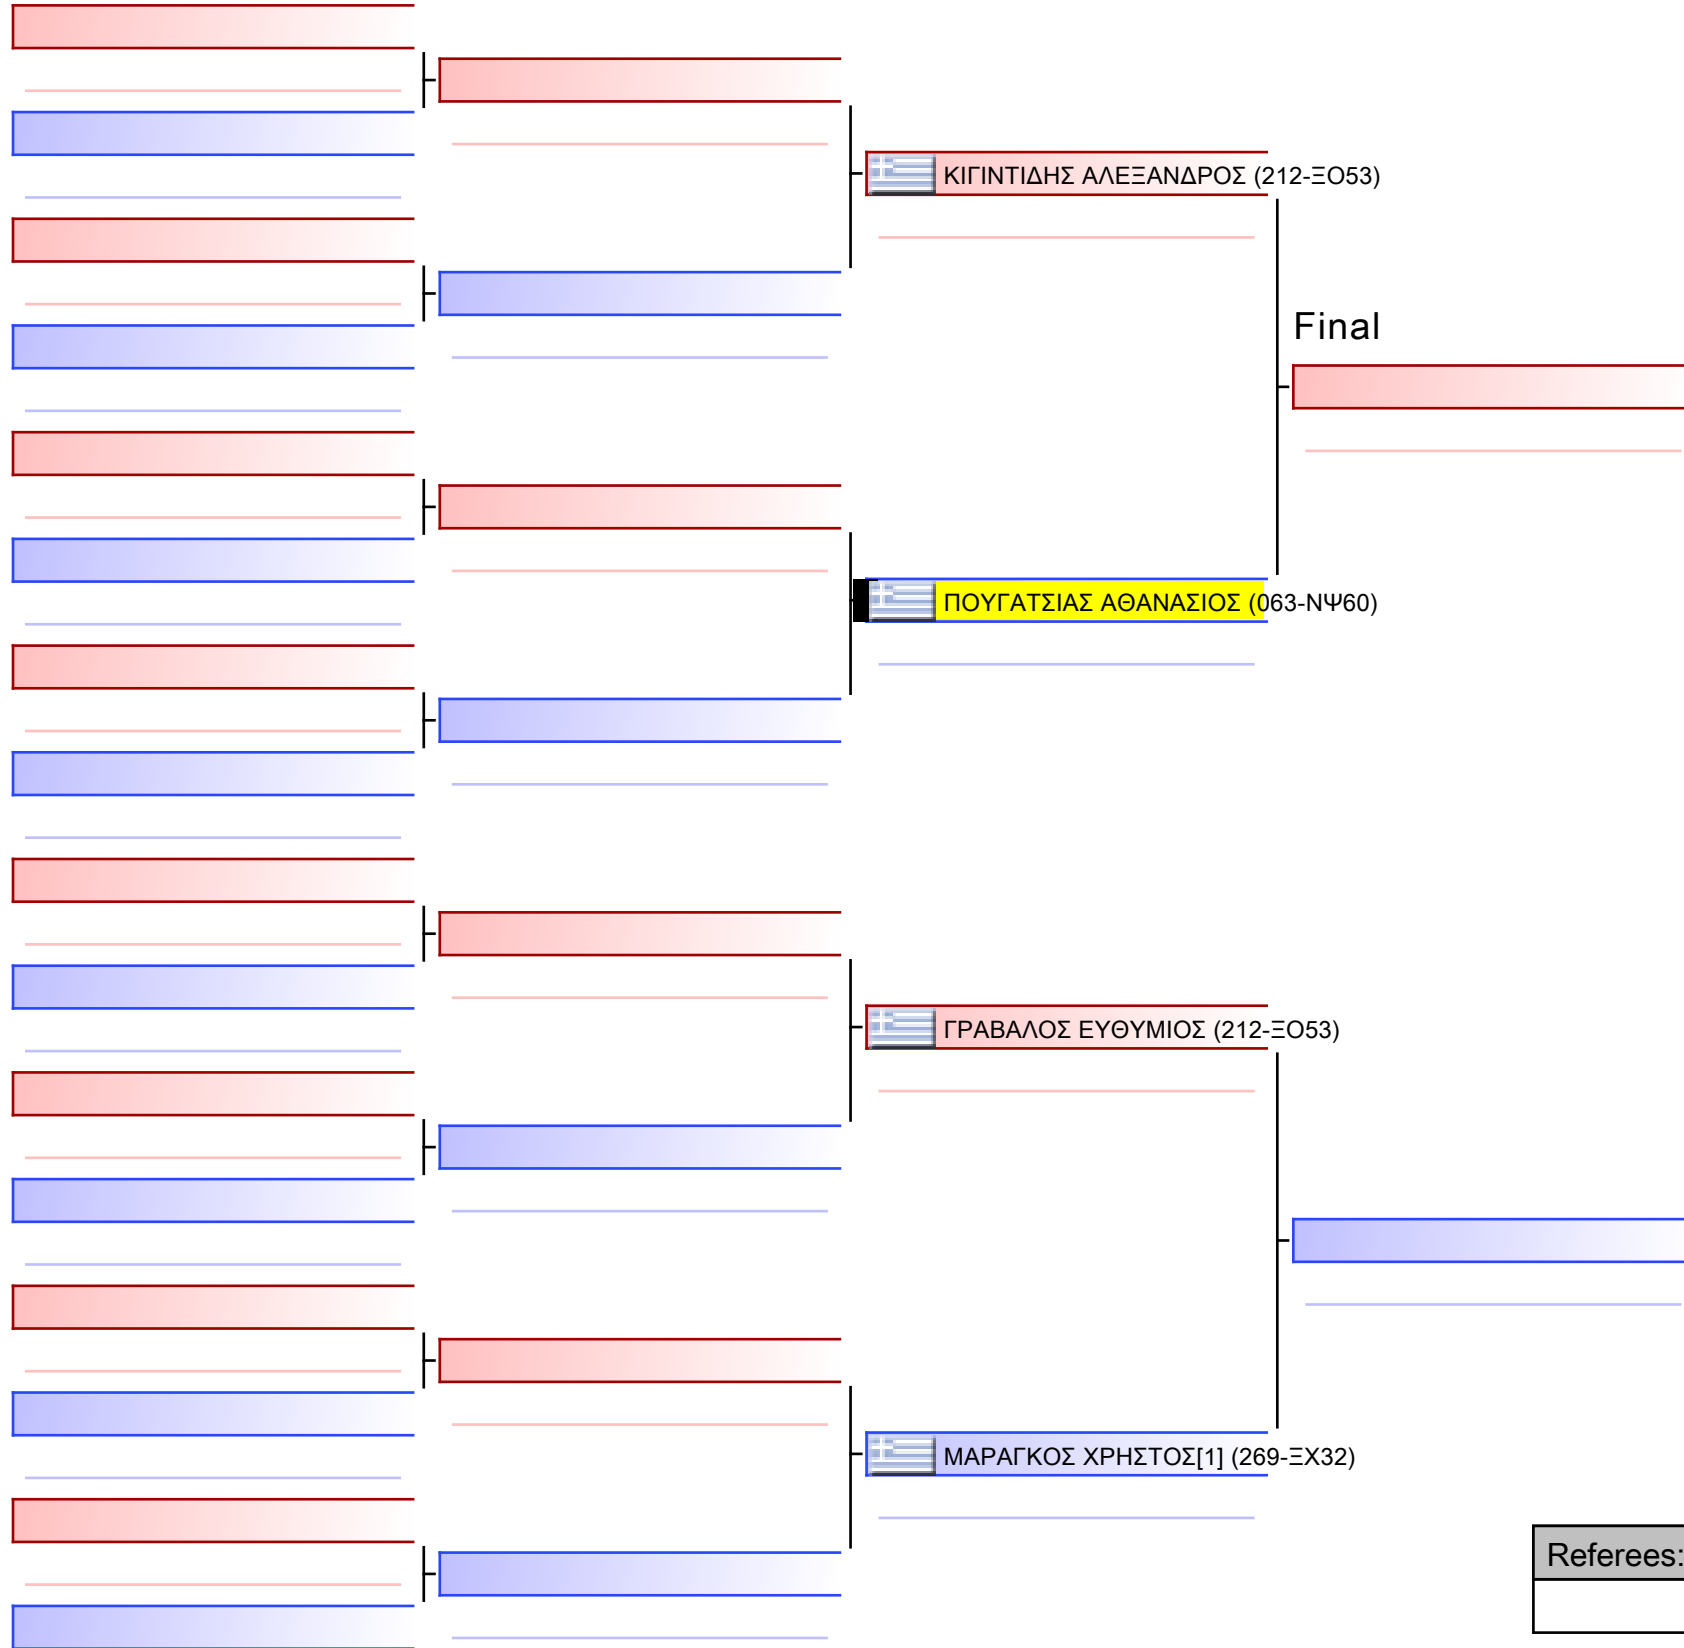 ΚΙΓΙΝΤΙΔΗΣ ΑΛΕΞΑΝΔΡΟΣ (212-ΞΟ53)
Final
ΠΟΥΓΑΤΣΙΑΣ ΑΘΑΝΑΣΙΟΣ (063-ΝΨ60)
ΓΡΑΒΑΛΟΣ ΕΥΘΥΜΙΟΣ (212-ΞΟ53)
ΜΑΡΑΓΚΟΣ ΧΡΗΣΤΟΣ[1] (269-ΞΧ32)
Referees: